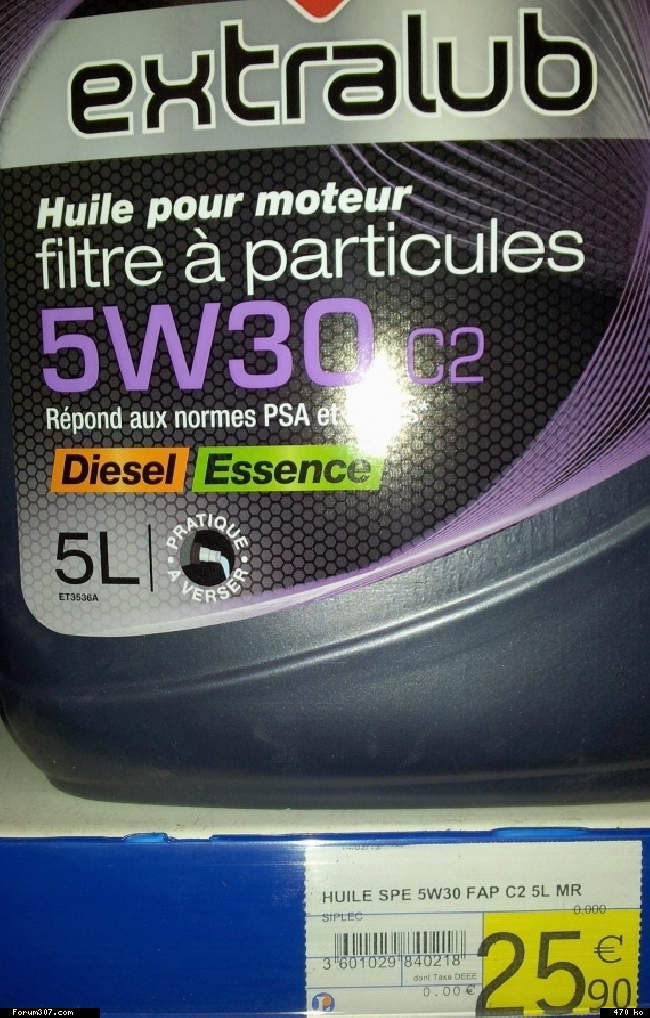 extralub
Huile pour moteur
filtre à particules
5W30 C2
Répond aux normes PSA et
Diesel Essence
5L
PRATIQUE
A VERSER
ET3536A
HUILE SPE 5W30 FAP C2 5L MR
SIPLEC
0.000
3 601029 840218
dont Taxe DEEE
0.00 €
25 € 90
Forum307.com
470 ko